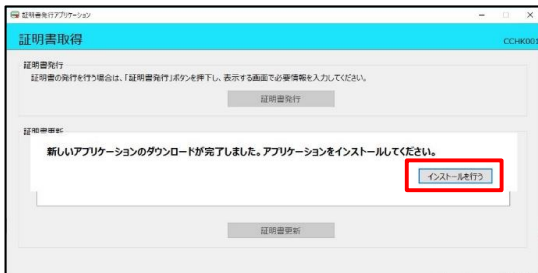 証明書発行アプリケーション
証明書取得
CCHK001
証明書発行
証明書の発行を行う場合は、「証明書発行」ボタンを押下し、表示する画面で必要情報を入力してください。
証明書発行
証明書更新
新しいアプリケーションのダウンロードが完了しました。アプリケーションをインストールしてください。
インストールを行う
証明書更新